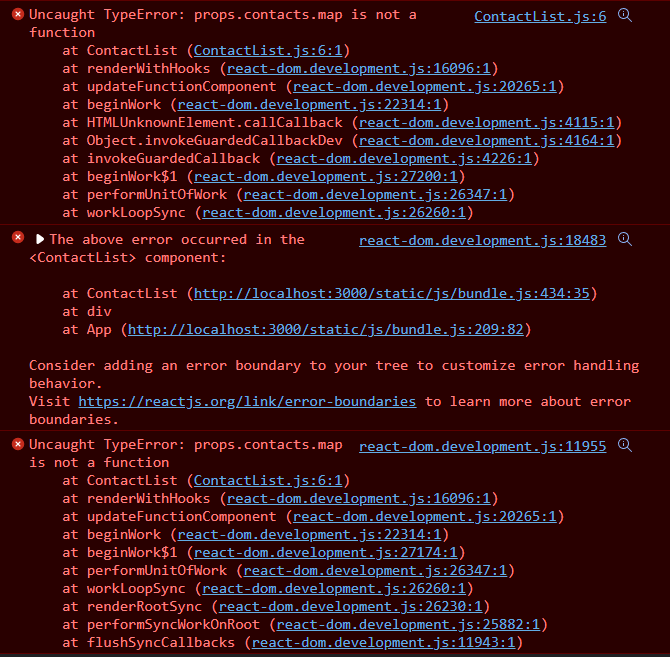 Uncaught TypeError: props.contacts.map is not a ContactList.js:6
function
at ContactList (ContactList.js:6:1)
at renderWithHooks (react-dom.development.js:16096:1)
at updateFunctionComponent (react-dom.development.js:20265:1)
at beginWork (react-dom.development.js:22314:1)
at HTMLUnknownElement.callCallback (react-dom.development.js:4115:1)
at Object.invokeGuardedCallbackDev (react-dom.development.js:4164:1)
at invokeGuardedCallback (react-dom.development.js:4226:1)
at beginWork$1 (react-dom.development.js:27200:1)
at performUnitOfWork (react-dom.development.js:26347:1)
at workLoopSync (react-dom.development.js:26260:1)
The above error occurred in the react-dom.development.js:18483
<ContactList> component:
at ContactList (http://localhost:3000/static/js/bundle.js:434:35)
at div
at App (http://localhost:3000/static/js/bundle.js:209:82)
Consider adding an error boundary to your tree to customize error handling
behavior.
Visit https://reactjs.org/link/error-boundaries to learn more about error
boundaries.
Uncaught TypeError: props.contacts.map react-dom.development.js:11955
is not a function
at ContactList (ContactList.js:6:1)
at renderWithHooks (react-dom.development.js:16096:1)
at updateFunctionComponent (react-dom.development.js:20265:1)
at beginWork (react-dom.development.js:22314:1)
at beginWork$1 (react-dom.development.js:27174:1)
at performUnitOfWork (react-dom.development.js:26347:1)
at workLoopSync (react-dom.development.js:26260:1)
at renderRootSync (react-dom.development.js:26230:1)
at performSyncWorkOnRoot (react-dom.development.js:25882:1)
at flushSyncCallbacks (react-dom.development.js:11943:1)